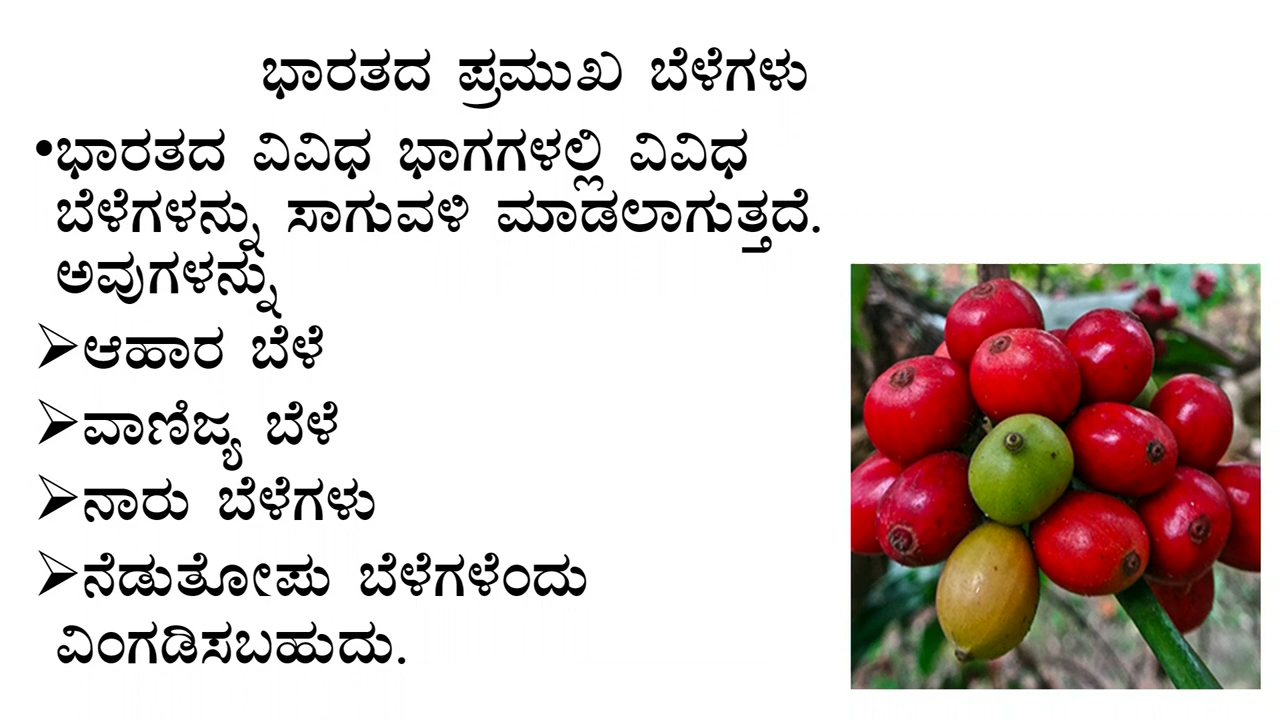 ಭಾರತದ ಪ್ರಮುಖ ಬೆಳೆಗಳು
•ಭಾರತದ ವಿವಿಧ ಭಾಗಗಳಲ್ಲಿ ವಿವಿಧ
ಬೆಳೆಗಳನ್ನು ಸಾಗುವಳಿ ಮಾಡಲಾಗುತ್ತದೆ.
ಅವುಗಳನ್ನು
➢ಆಹಾರ ಬೆಳೆ
➢ವಾಣಿಜ್ಯ ಬೆಳೆ
➢ನಾರು ಬೆಳೆಗಳು
➢ನೆಡುತೋಪು ಬೆಳೆಗಳೆಂದು
ವಿಂಗಡಿಸಬಹುದು.